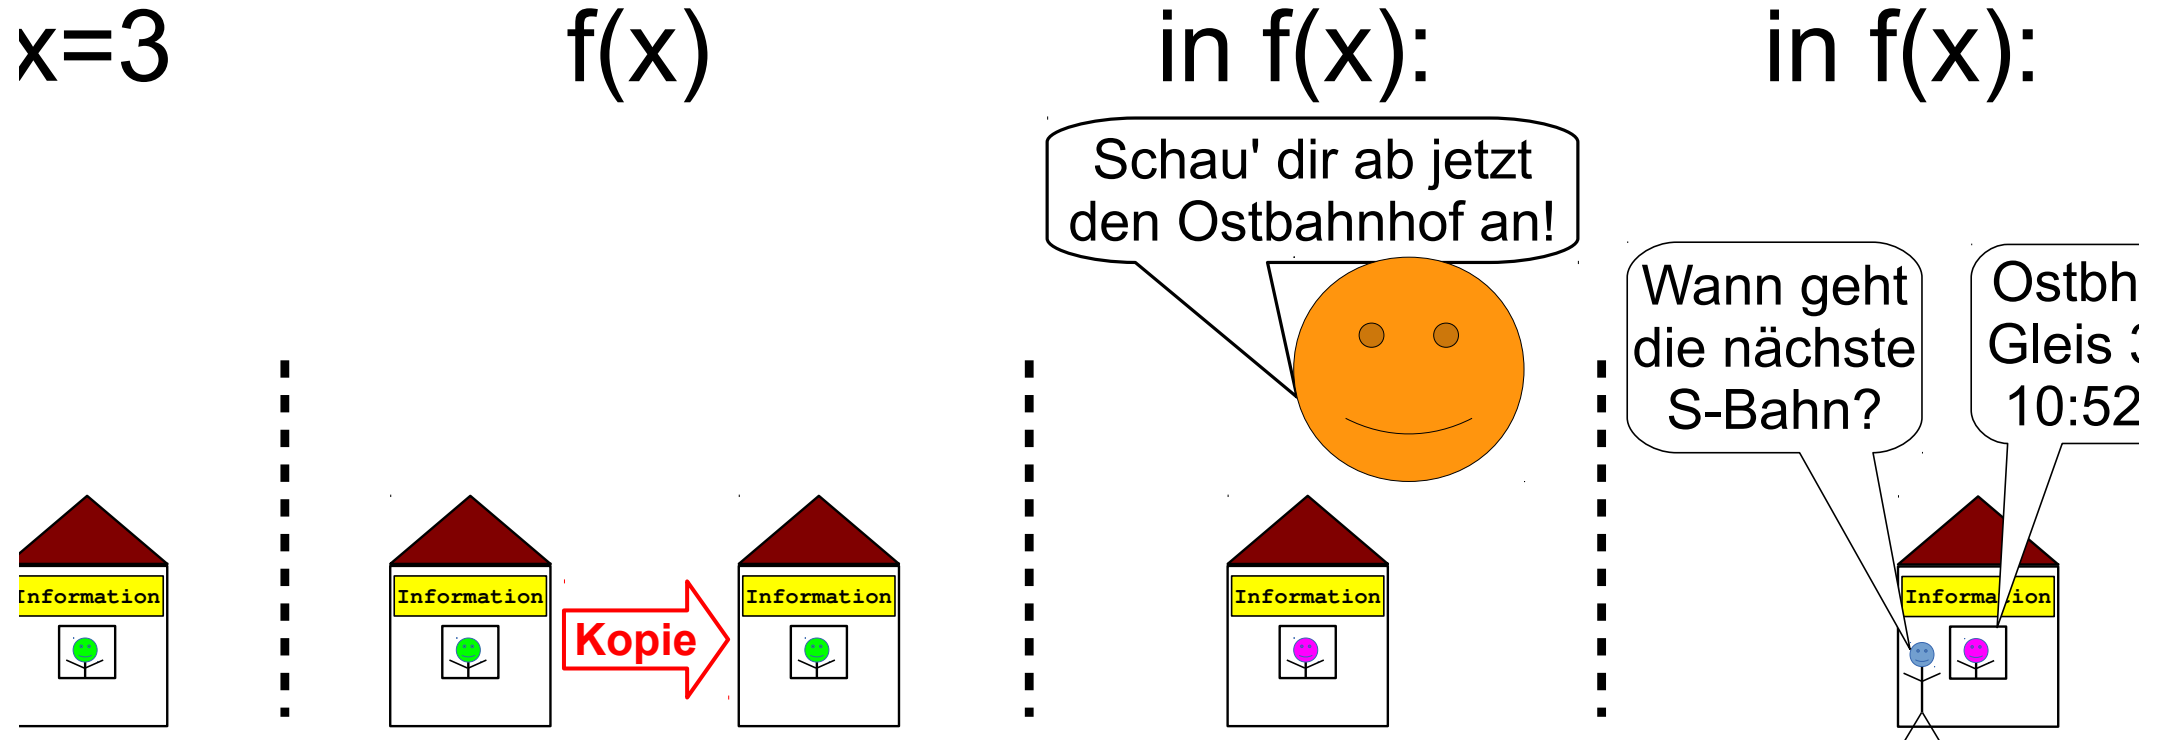 x=3
f(x)
in f(x):
in f(x):
Schau' dir ab jetzt
den Ostbahnhof an!
Wann geht
die nächste
S-Bahn?
Ostbh
Gleis
10:52
Information
Information
Kopie
Information
Information
Information